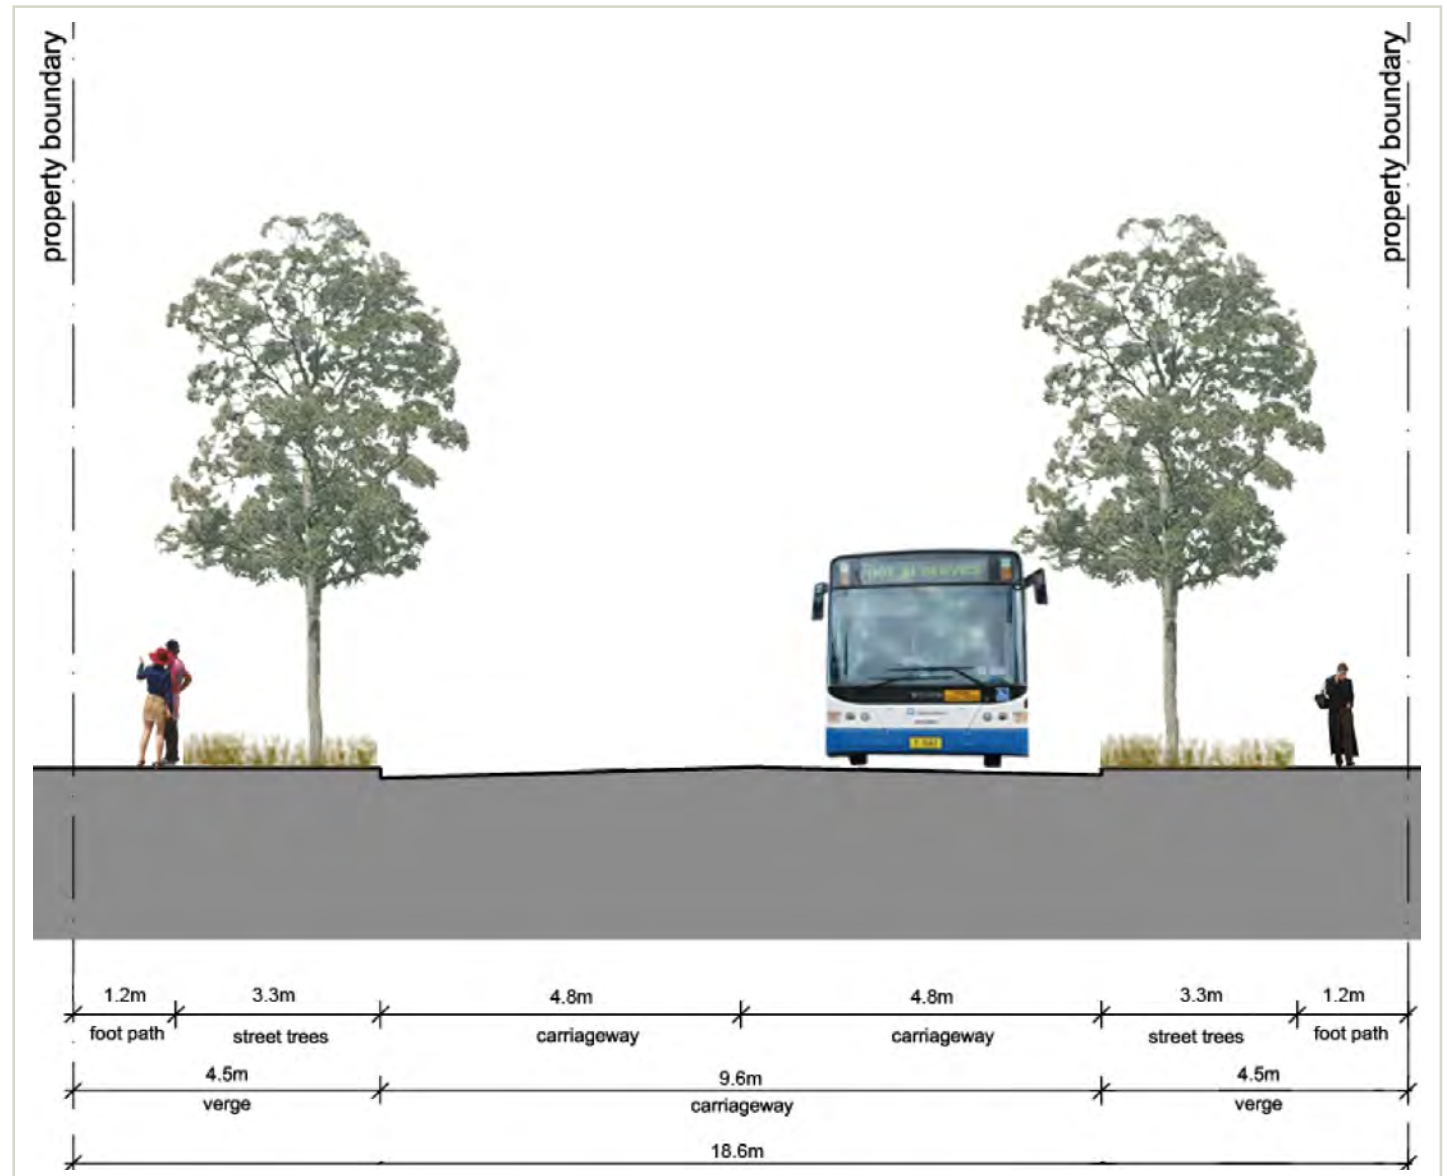 property boundary
property boundary
1.2m
3.3m
4.8m
4.8m
3.3m
1.2m
foot path
street trees
carriageway
carriageway
street trees
foot path
4.5m
9.6m
4.5m
verge
carriageway
verge
18.6m